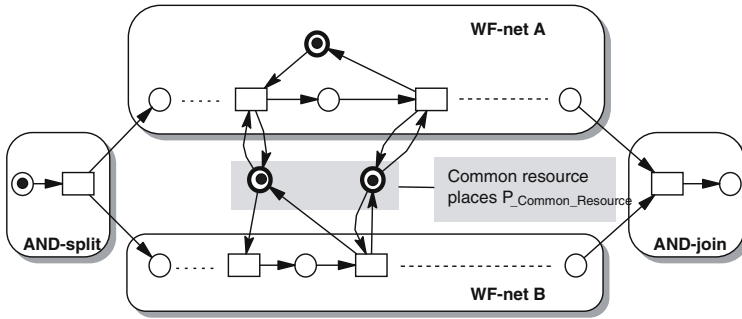 WF-net A
Common resource
places P_Common_Resource
AND-split
AND-join
WF-net B